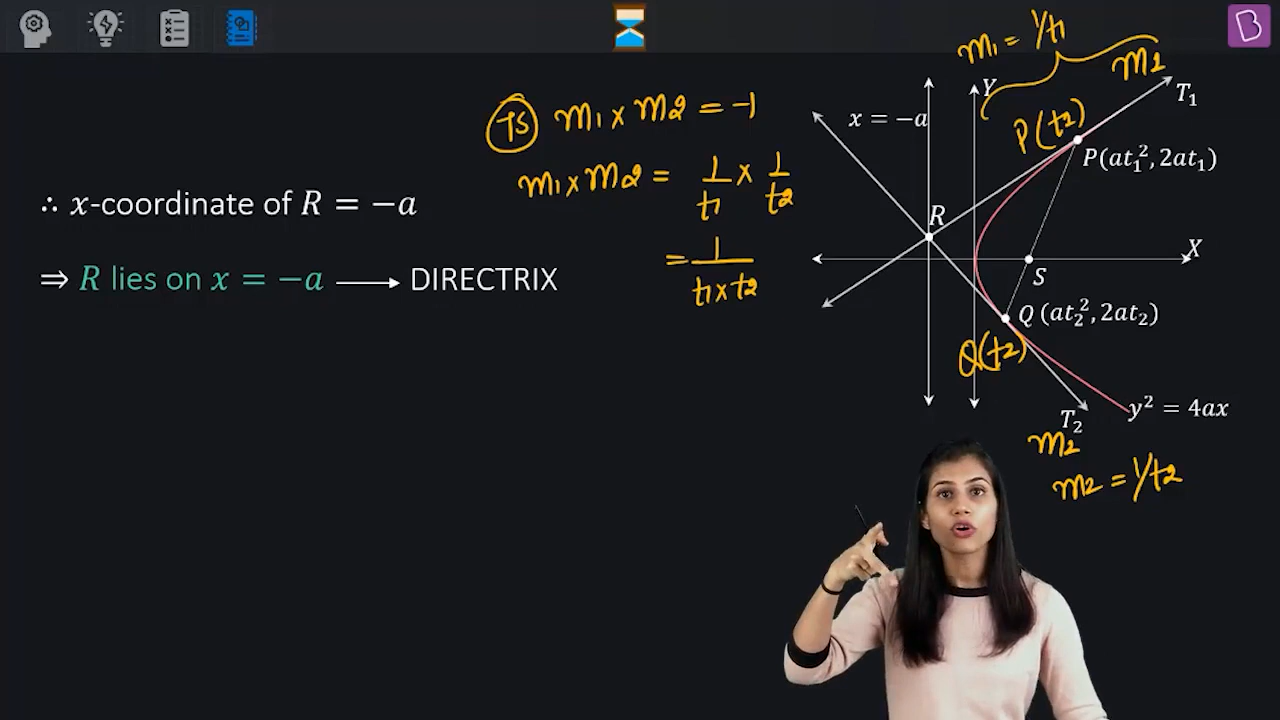 ∴ x-coordinate of R = −a
⇒ R lies on x = −a ⟶ DIRECTRIX
TS m1 × m2 = −1
m1 × m2 = 1/t1 × 1/t2
= 1/(t1 × t2)
m1 = 1/t1
m2
Y
T₁
x = −a
P(t2)
P(at₁², 2at₁)
R
X
S
Q (at₂², 2at₂)
Q(t2)
y² = 4ax
T₂
m2
m2 = 1/t2
B